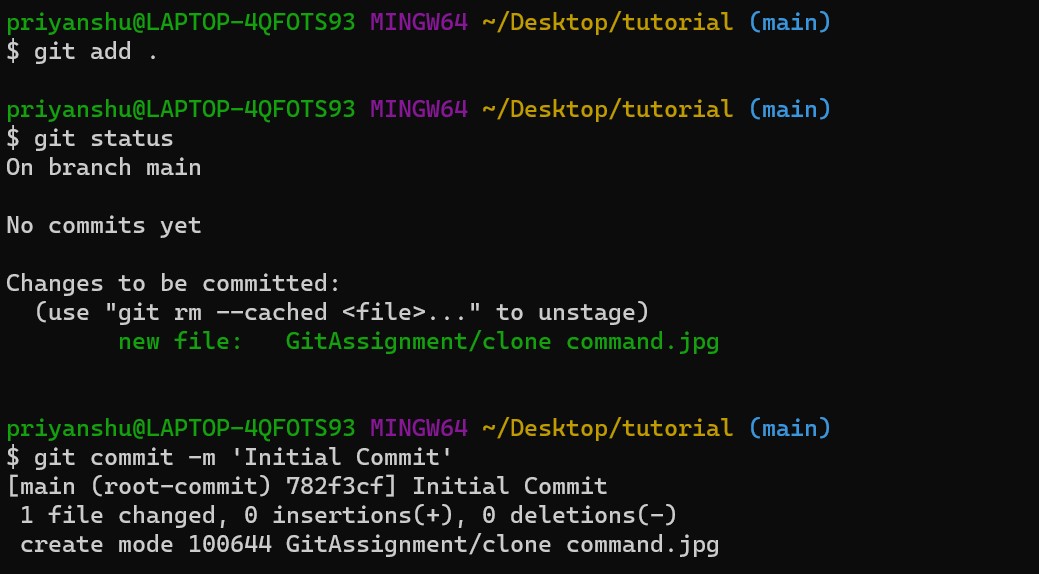 priyanshu@LAPTOP-4QFOTS93 MINGW64 ~/Desktop/tutorial (main)
$ git add .
priyanshu@LAPTOP-4QFOTS93 MINGW64 ~/Desktop/tutorial (main)
$ git status
On branch main
No commits yet
Changes to be committed:
  (use "git rm --cached <file>..." to unstage)
        new file:   GitAssignment/clone command.jpg
priyanshu@LAPTOP-4QFOTS93 MINGW64 ~/Desktop/tutorial (main)
$ git commit -m 'Initial Commit'
[main (root-commit) 782f3cf] Initial Commit
 1 file changed, 0 insertions(+), 0 deletions(-)
 create mode 100644 GitAssignment/clone command.jpg